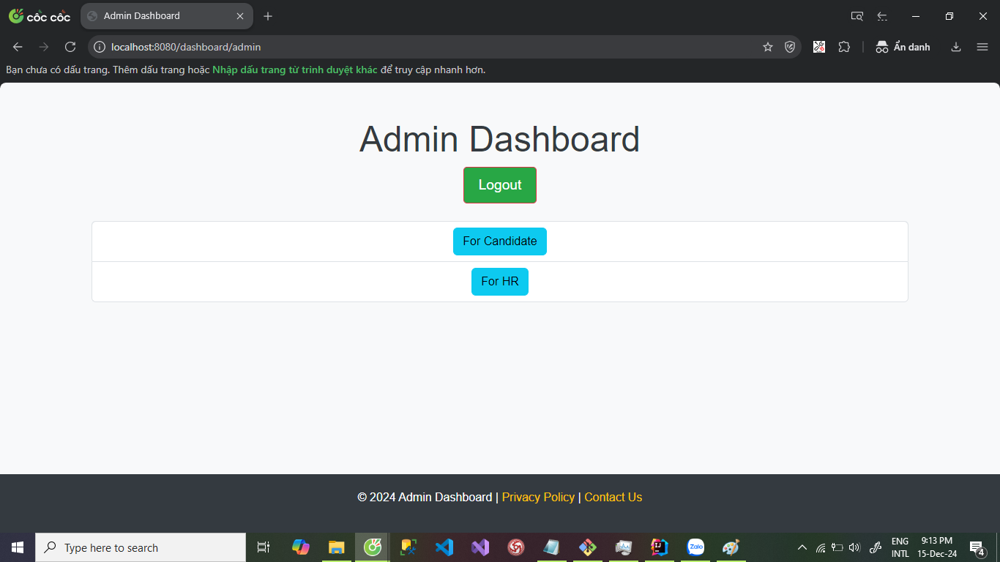 cốc cốc
Admin Dashboard
localhost:8080/dashboard/admin
Ẩn danh
Bạn chưa có dấu trang. Thêm dấu trang hoặc Nhập dấu trang từ trình duyệt khác để truy cập nhanh hơn.
Admin Dashboard
Logout
For Candidate
For HR
© 2024 Admin Dashboard | Privacy Policy | Contact Us
Type here to search
Zalo
ENG
INTL
9:13 PM
15-Dec-24
4